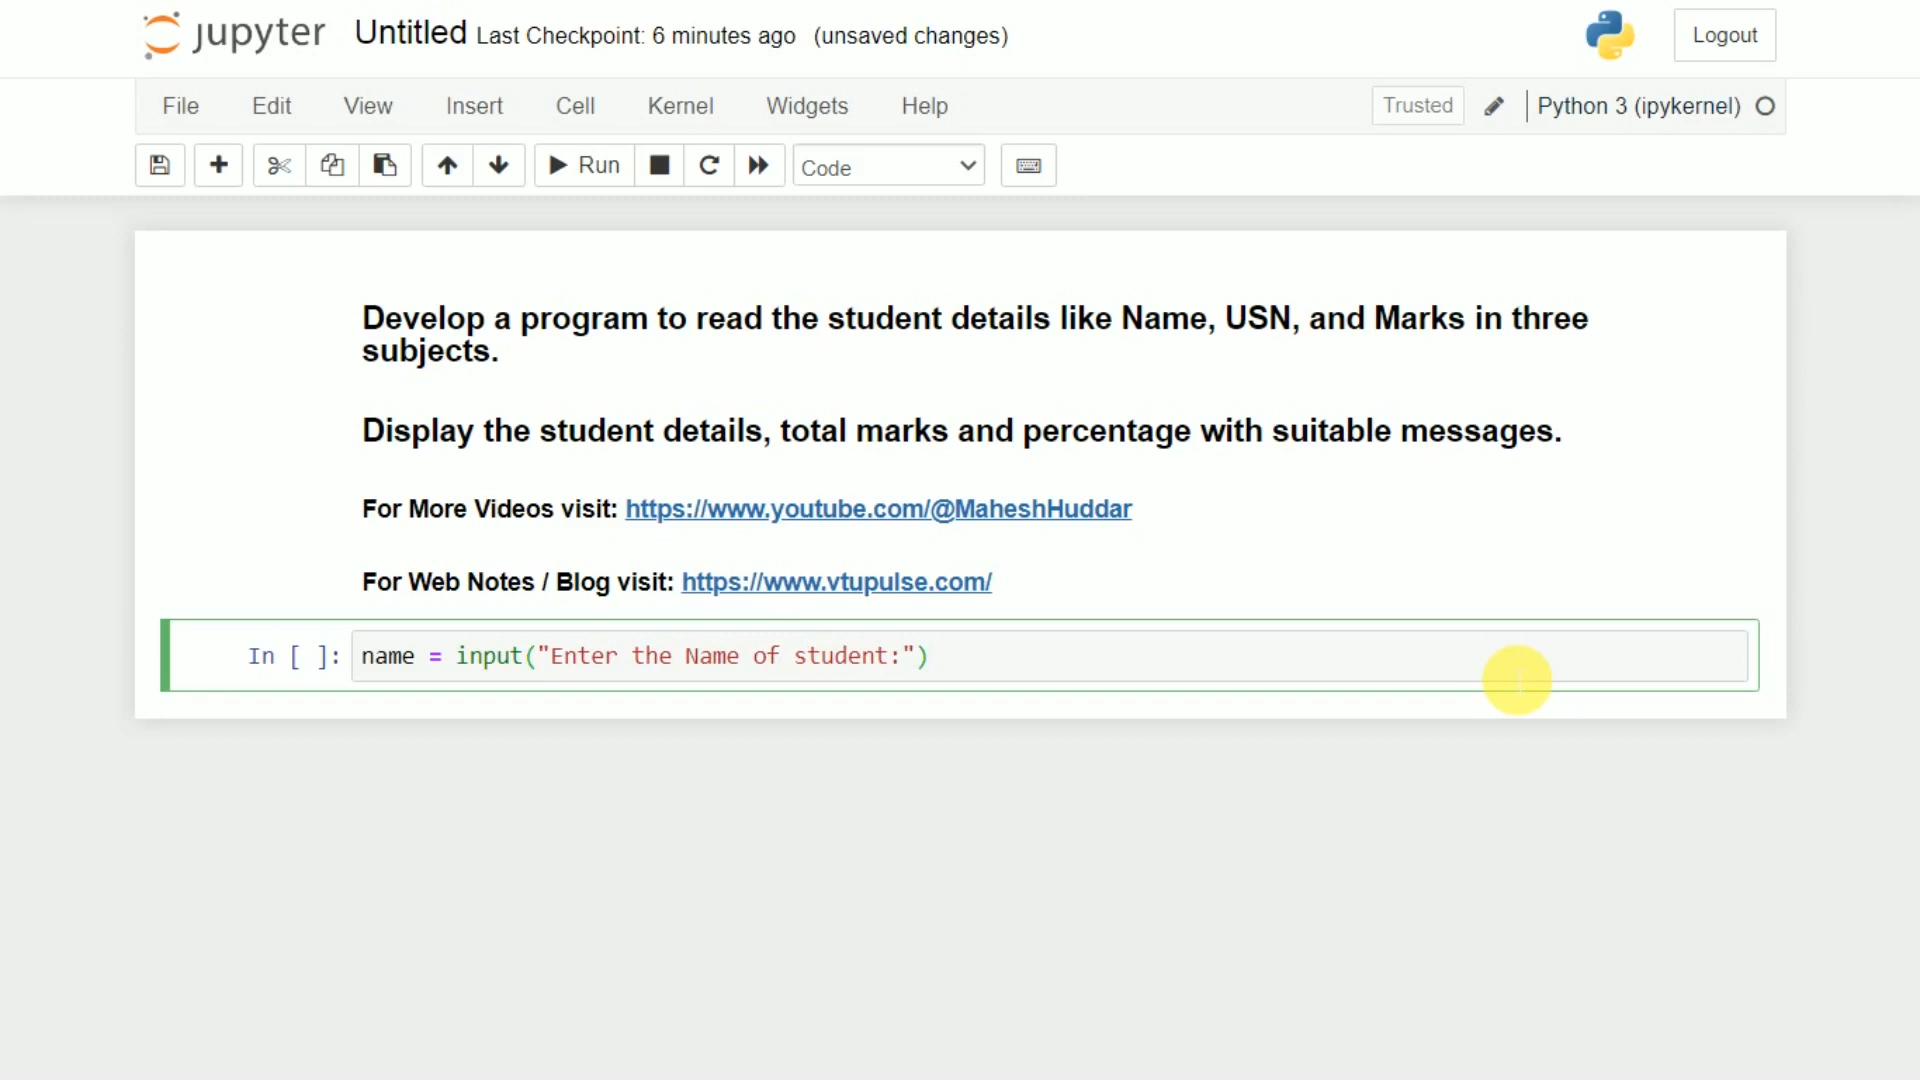 jupyter Untitled Last Checkpoint: 6 minutes ago (unsaved changes) Logout
File Edit View Insert Cell Kernel Widgets Help Trusted Python 3 (ipykernel)
Run Code
Develop a program to read the student details like Name, USN, and Marks in three
subjects.
Display the student details, total marks and percentage with suitable messages.
For More Videos visit: https://www.youtube.com/@MaheshHuddar
For Web Notes / Blog visit: https://www.vtupulse.com/
In [ ]: name = input("Enter the Name of student:")